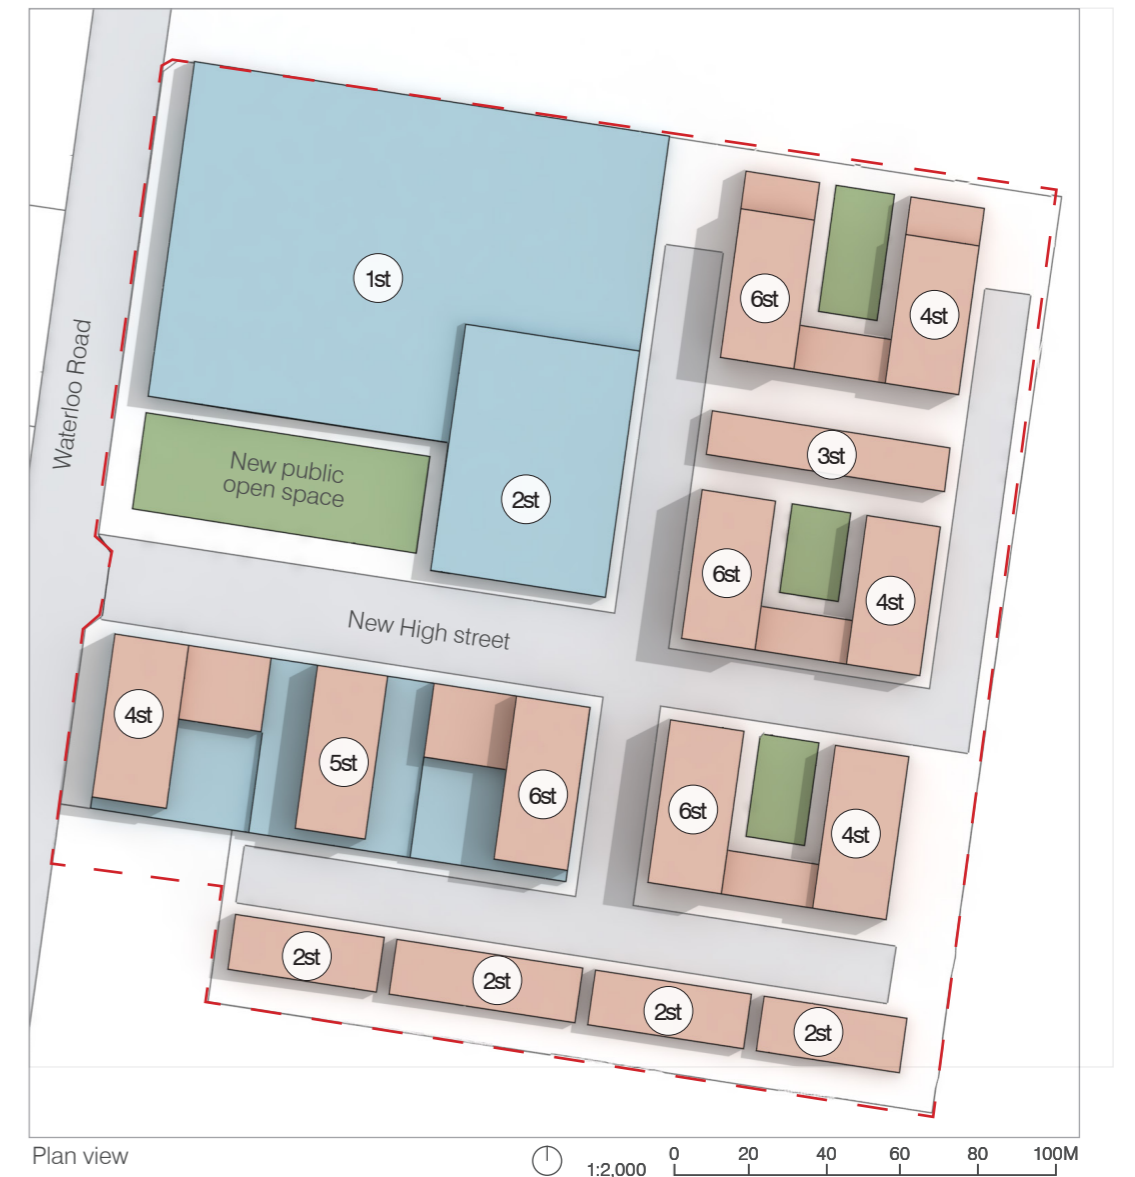 1st
6st
4st
Waterloo Road
3st
New public
open space
2st
6st
4st
New High street
4st
5st
6st
6st
4st
2st
2st
2st
2st
Plan view
1:2,000
0 20 40 60 80 100M